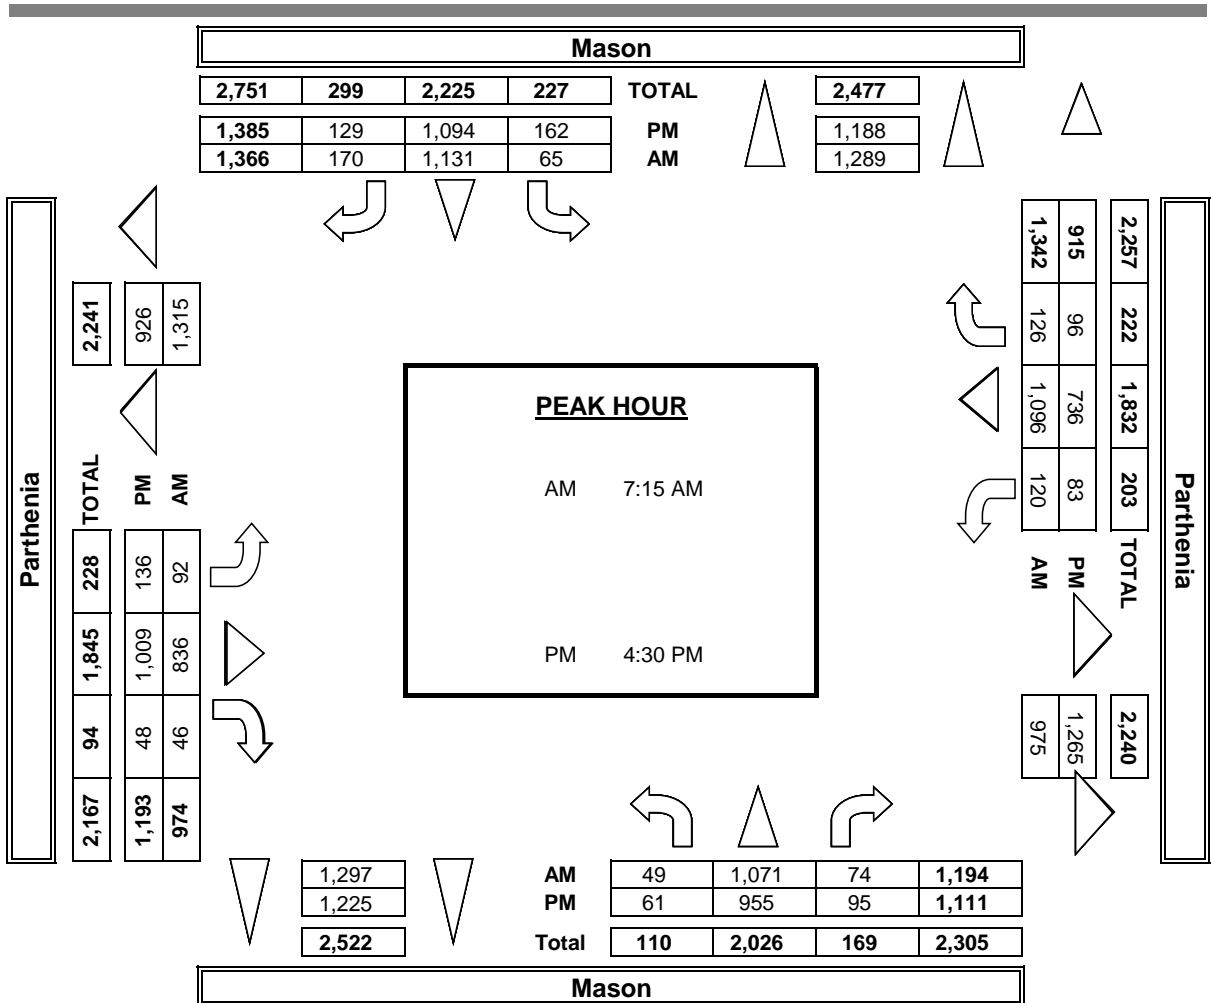 Mason
2,751 299 2,225 227 TOTAL 2,477
1,385 129 1,094 162 PM 1,188
1,366 170 1,131 65 AM 1,289
Parthenia
2,241
926
1,315
TOTAL
PM
AM
228 1,845 94 2,167
136 1,009 48 1,193
92 836 46 974
PEAK HOUR
AM 7:15 AM
PM 4:30 PM
2,257 222 1,832 203 TOTAL 2,240
915 96 736 83 PM 1,265
1,342 126 1,096 120 AM 975
Parthenia
1,297 AM 49 1,071 74 1,194
1,225 PM 61 955 95 1,111
2,522 Total 110 2,026 169 2,305
Mason